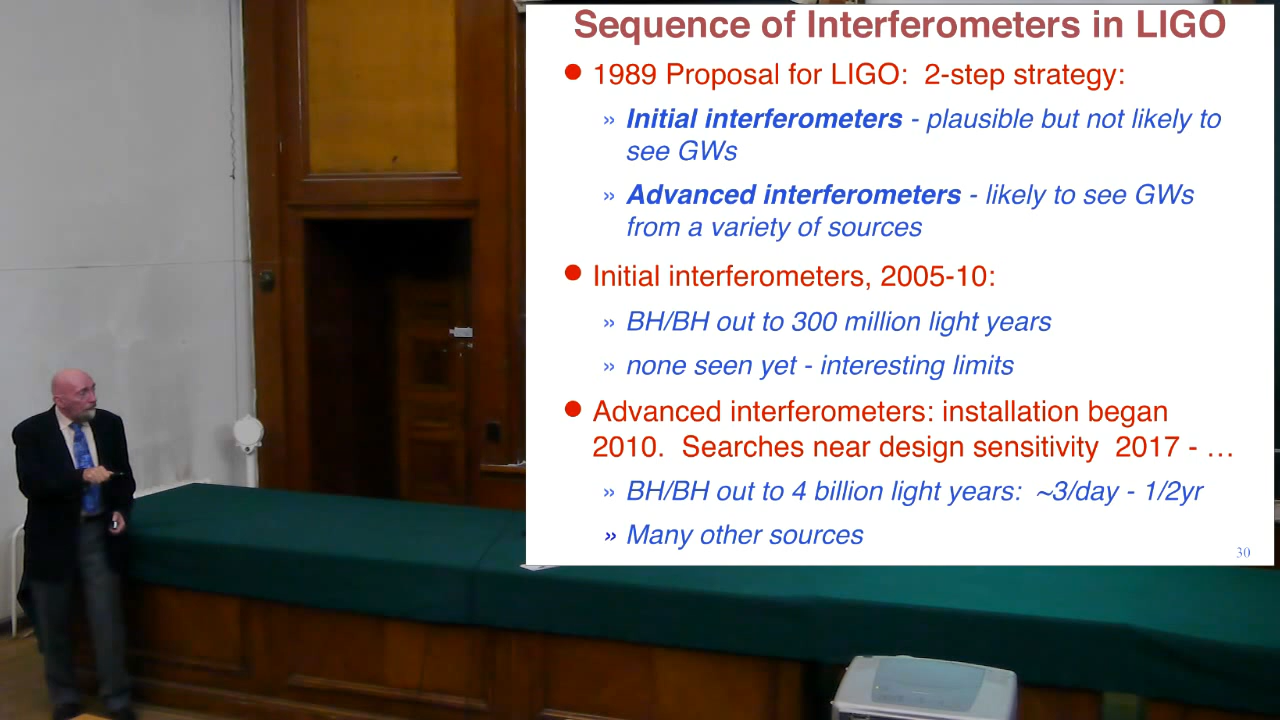 Sequence of Interferometers in LIGO
• 1989 Proposal for LIGO: 2-step strategy:
» Initial interferometers - plausible but not likely to
see GWs
» Advanced interferometers - likely to see GWs
from a variety of sources
• Initial interferometers, 2005-10:
» BH/BH out to 300 million light years
» none seen yet - interesting limits
• Advanced interferometers: installation began
2010. Searches near design sensitivity 2017 - …
» BH/BH out to 4 billion light years: ~3/day - 1/2yr
» Many other sources
30